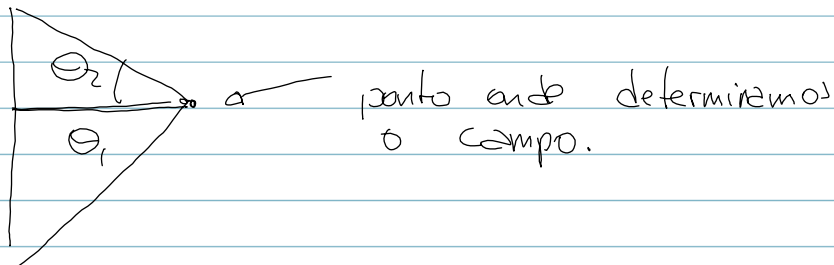 θ₂
ponto onde determinamos
θ₁
o campo.